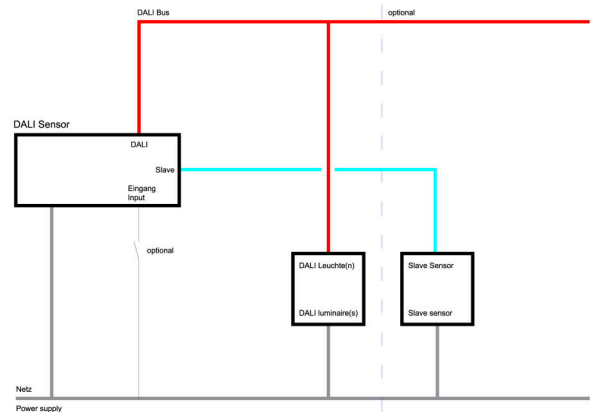 DALI Bus
optional
DALI Sensor
DALI
Slave
Eingang
Input
optional
DALI Leuchte(n)
Slave Sensor
DALI luminaire(s)
Slave sensor
Netz
Power supply